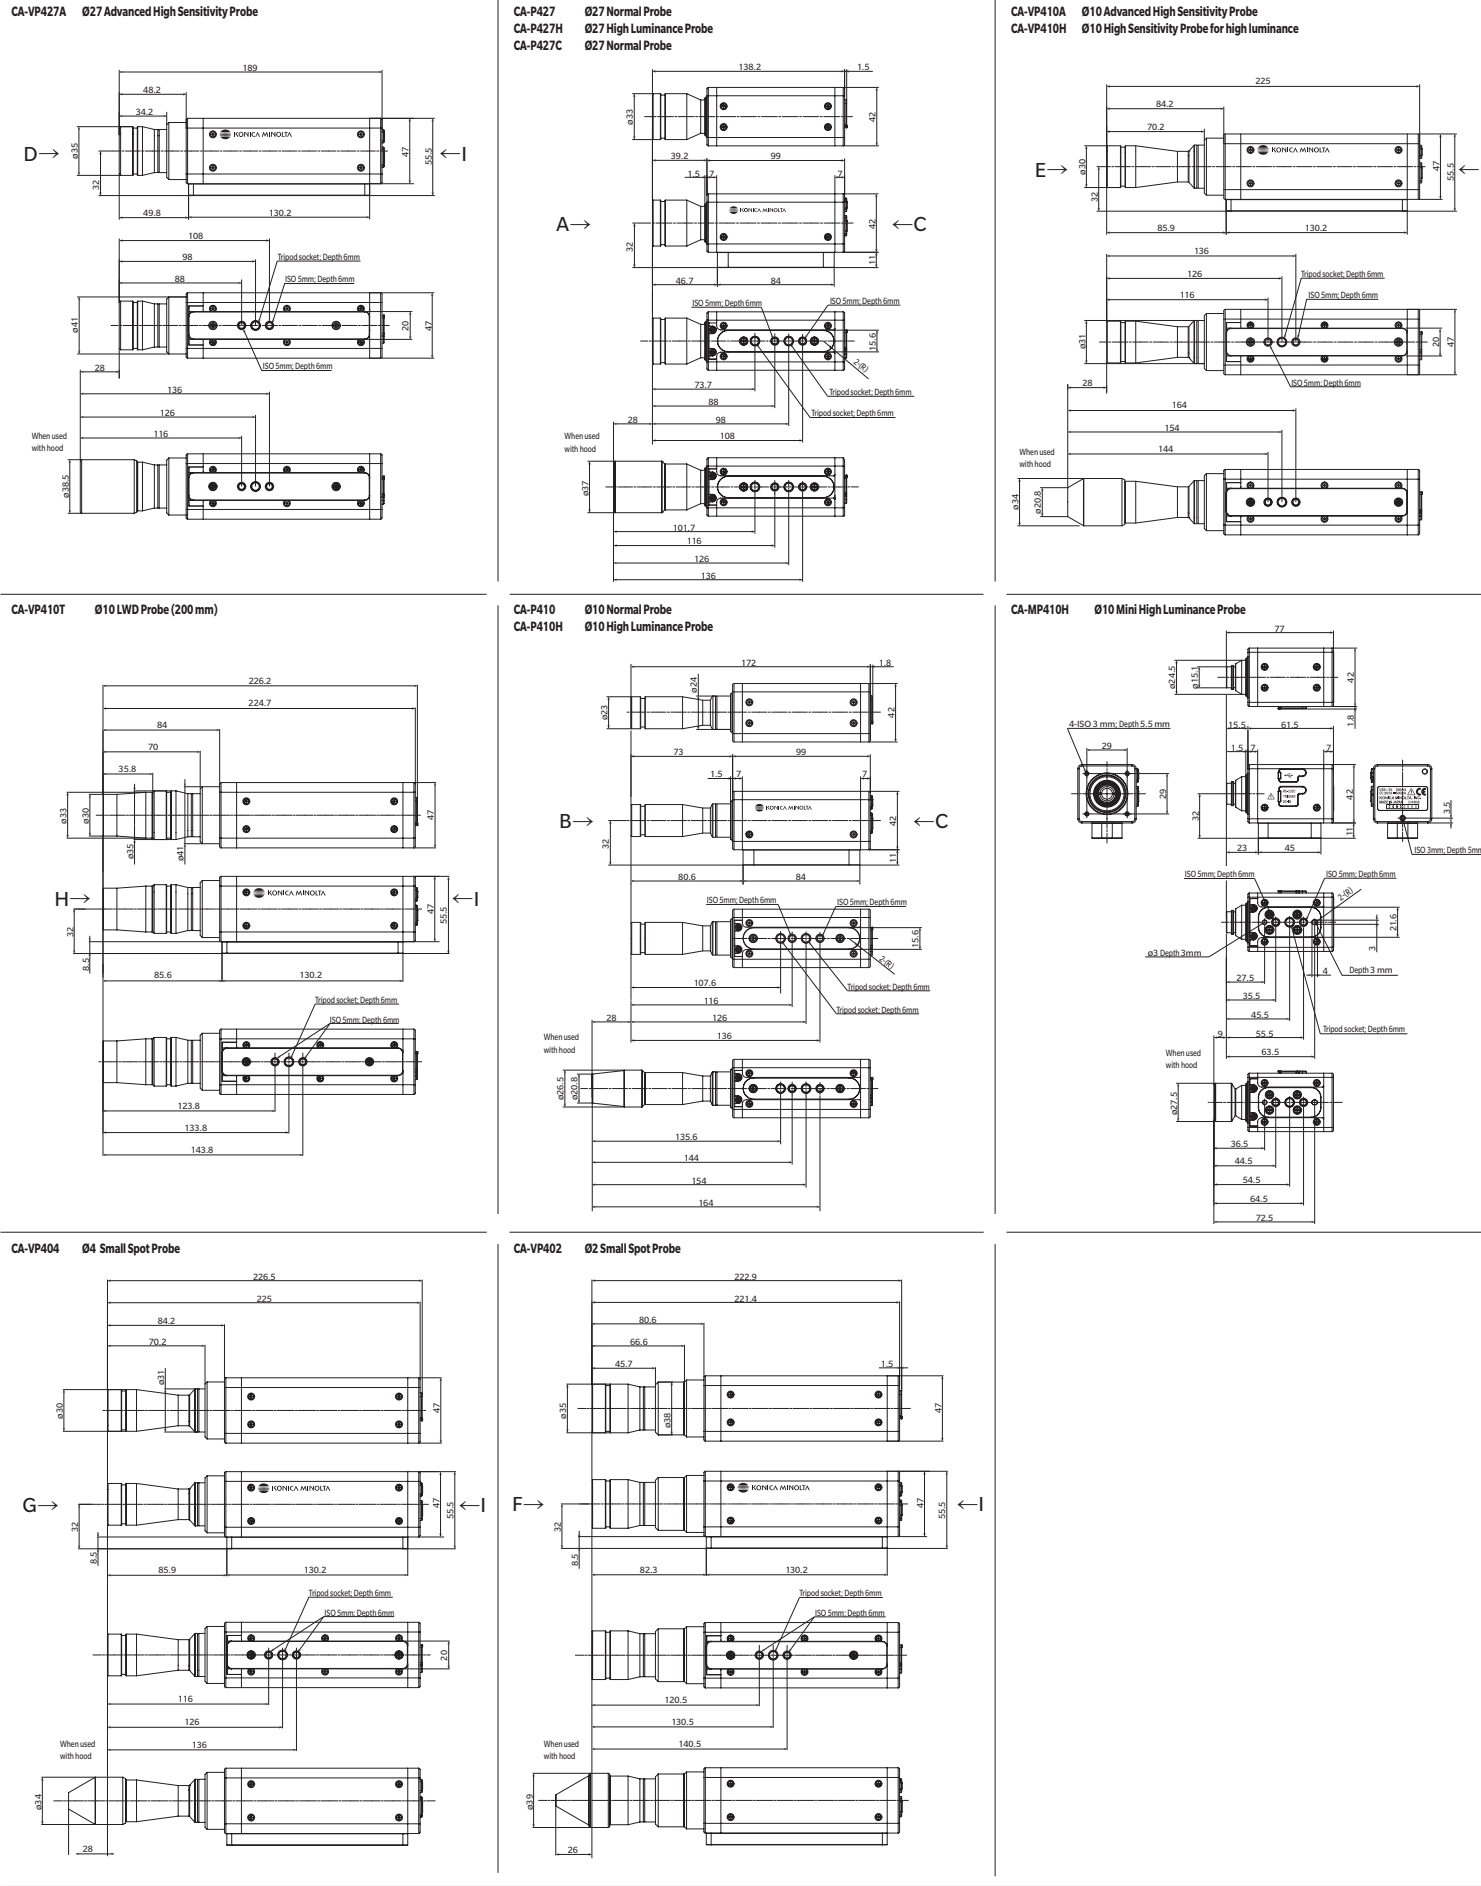 CA-VP427A Ø27 Advanced High Sensitivity Probe
189
48.2
34.2
KONICA MINOLTA
ø35
32
47
55.5
D
I
49.8
130.2
108
98
88
Tripod socket; Depth 6mm
ISO 5mm; Depth 6mm
ø41
20
47
ISO 5mm; Depth 6mm
28
136
126
116
When used
with hood
ø38.5
CA-P427 Ø27 Normal Probe
CA-P427H Ø27 High Luminance Probe
CA-P427C Ø27 Normal Probe
138.2
1.5
ø33
42
39.2
99
1.5
7
7
KONICA MINOLTA
A
C
32
42
11
46.7
84
ISO 5mm; Depth 6mm
ISO 5mm; Depth 6mm
15.6
2-(R)
73.7
88
Tripod socket; Depth 6mm
Tripod socket; Depth 6mm
28
98
108
When used
with hood
ø37
101.7
116
126
136
CA-VP410A Ø10 Advanced High Sensitivity Probe
CA-VP410H Ø10 High Sensitivity Probe for high luminance
225
84.2
70.2
KONICA MINOLTA
E
ø30
32
47
55.5
85.9
130.2
136
126
116
Tripod socket; Depth 6mm
ISO 5mm; Depth 6mm
ø31
20
47
ISO 5mm; Depth 6mm
28
164
154
144
When used
with hood
ø34
ø20.8
CA-VP410T Ø10 LWD Probe (200 mm)
226.2
224.7
84
70
35.8
ø33
ø30
ø35
ø41
47
KONICA MINOLTA
H
I
32
8.5
47
55.5
85.6
130.2
Tripod socket; Depth 6mm
ISO 5mm; Depth 6mm
123.8
133.8
143.8
CA-P410 Ø10 Normal Probe
CA-P410H Ø10 High Luminance Probe
172
1.8
ø24
ø23
42
73
99
1.5
7
7
KONICA MINOLTA
B
C
32
42
11
80.6
84
ISO 5mm; Depth 6mm
ISO 5mm; Depth 6mm
15.6
2-(R)
107.6
116
Tripod socket; Depth 6mm
Tripod socket; Depth 6mm
28
126
136
When used
with hood
ø26.5
ø20.8
135.6
144
154
164
CA-MP410H Ø10 Mini High Luminance Probe
77
ø24.5
ø15.1
42
1.8
4-ISO 3 mm; Depth 5.5 mm
15.5
61.5
29
1.5
7
7
29
32
42
11
3.5
ISO 3mm; Depth 5mm
23
45
ISO 5mm; Depth 6mm
ISO 5mm; Depth 6mm
2-(R)
21.6
3
ø3 Depth 3mm
4
Depth 3 mm
27.5
35.5
45.5
Tripod socket; Depth 6mm
9
55.5
63.5
When used
with hood
ø27.5
36.5
44.5
54.5
64.5
72.5
CA-VP404 Ø4 Small Spot Probe
226.5
225
84.2
70.2
ø31
ø30
47
KONICA MINOLTA
G
I
32
8.5
47
55.5
85.9
130.2
Tripod socket; Depth 6mm
ISO 5mm; Depth 6mm
20
116
126
136
When used
with hood
ø34
28
CA-VP402 Ø2 Small Spot Probe
222.9
221.4
80.6
66.6
45.7
1.5
ø35
ø38
47
KONICA MINOLTA
F
I
32
8.5
47
55.5
82.3
130.2
Tripod socket; Depth 6mm
ISO 5mm; Depth 6mm
120.5
130.5
140.5
When used
with hood
ø39
26